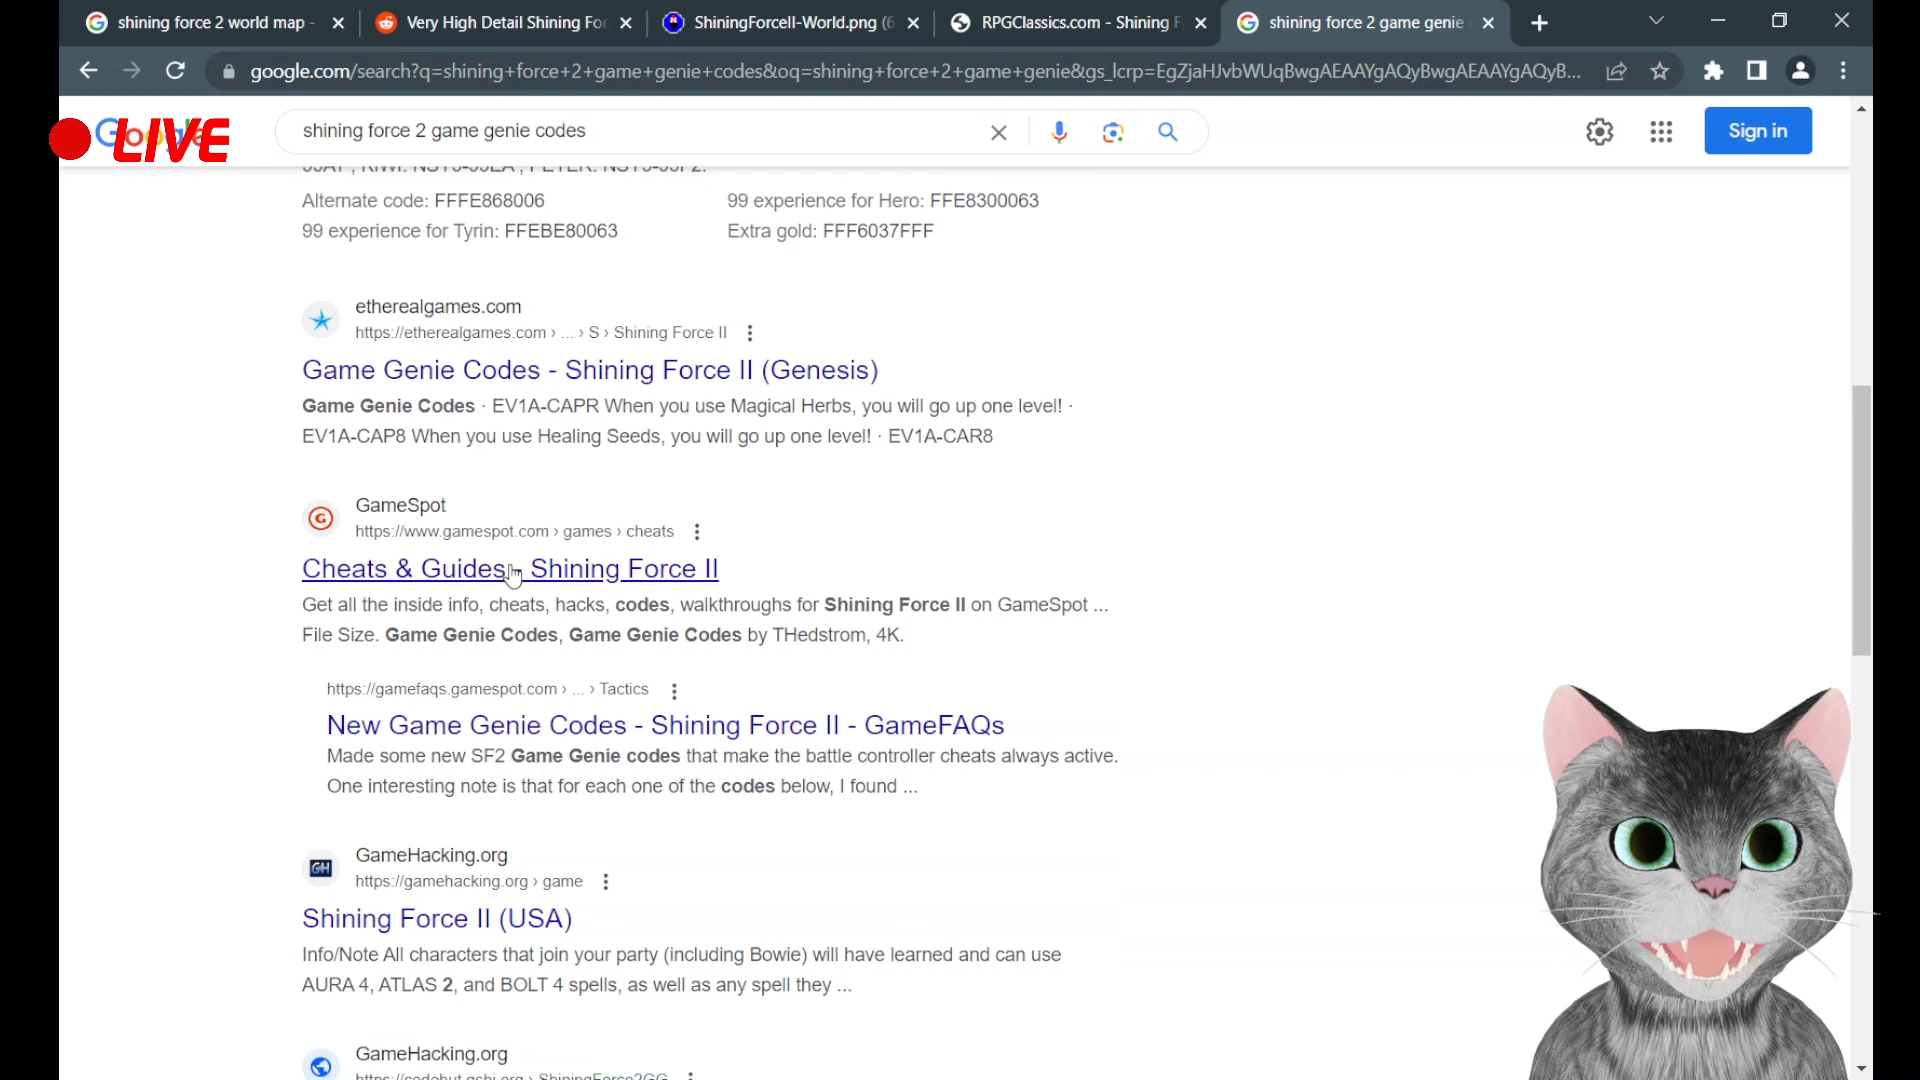 shining force 2 world map -
Very High Detail Shining For
ShiningForceII-World.png (6
RPGClassics.com - Shining F
shining force 2 game genie
google.com/search?q=shining+force+2+game+genie+codes&oq=shining+force+2+game+genie&gs_lcrp=EgZjaHJvbWUqBwgAEAAYgAQyBwgAEAAYgAQyB...
LIVE
shining force 2 game genie codes
Sign in
Alternate code: FFFE868006
99 experience for Hero: FFE8300063
99 experience for Tyrin: FFEBE80063
Extra gold: FFF6037FFF
etherealgames.com
https://etherealgames.com › ... › S › Shining Force II
Game Genie Codes - Shining Force II (Genesis)
Game Genie Codes · EV1A-CAPR When you use Magical Herbs, you will go up one level! ·
EV1A-CAP8 When you use Healing Seeds, you will go up one level! · EV1A-CAR8
GameSpot
https://www.gamespot.com › games › cheats
Cheats & Guides - Shining Force II
Get all the inside info, cheats, hacks, codes, walkthroughs for Shining Force II on GameSpot ...
File Size. Game Genie Codes, Game Genie Codes by THedstrom, 4K.
https://gamefaqs.gamespot.com › ... › Tactics
New Game Genie Codes - Shining Force II - GameFAQs
Made some new SF2 Game Genie codes that make the battle controller cheats always active.
One interesting note is that for each one of the codes below, I found ...
GH
GameHacking.org
https://gamehacking.org › game
Shining Force II (USA)
Info/Note All characters that join your party (including Bowie) will have learned and can use
AURA 4, ATLAS 2, and BOLT 4 spells, as well as any spell they ...
GameHacking.org